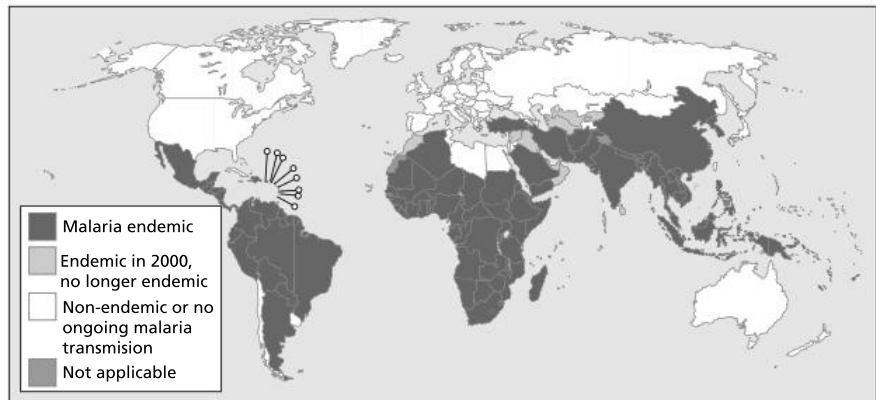 Malaria endemic
Endemic in 2000,
no longer endemic
Non-endemic or no
ongoing malaria
transmision
Not applicable